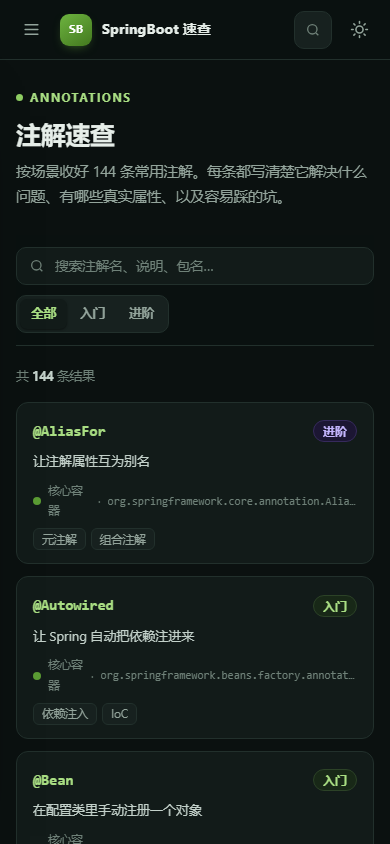 SB SpringBoot 速查
ANNOTATIONS
注解速查
按场景收好 144 条常用注解。每条都写清楚它解决什么
问题、有哪些真实属性、以及容易踩的坑。
搜索注解名、说明、包名...
全部 入门 进阶
共 144 条结果
@AliasFor 进阶
让注解属性互为别名
核心容
器 · org.springframework.core.annotation.Alia…
元注解 组合注解
@Autowired 入门
让 Spring 自动把依赖注进来
核心容
器 · org.springframework.beans.factory.annotat…
依赖注入 IoC
@Bean 入门
在配置类里手动注册一个对象
核心容